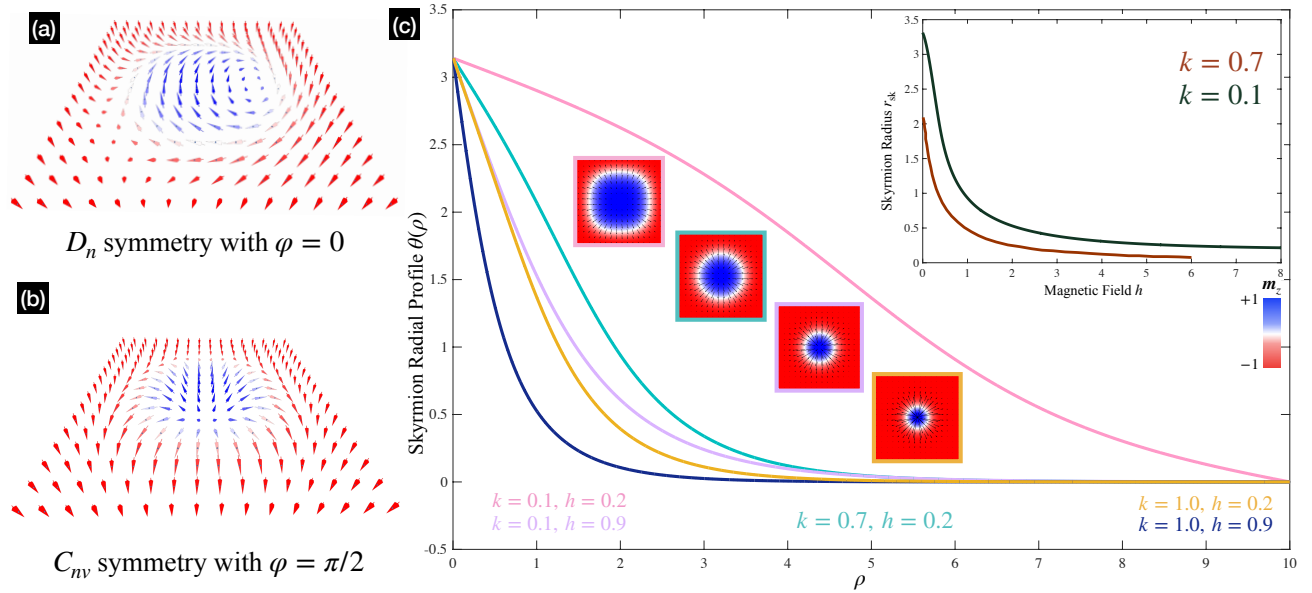 (a)
Dₙ symmetry with φ = 0
(b)
Cₙᵥ symmetry with φ = π/2
(c)
3.5
3
2.5
2
1.5
1
0.5
0
-0.5
Skyrmion Radial Profile θ(ρ)
0 1 2 3 4 5 6 7 8 9 10
ρ
k = 0.1, h = 0.2
k = 0.1, h = 0.9
k = 0.7, h = 0.2
k = 1.0, h = 0.2
k = 1.0, h = 0.9
3.5
3
2.5
2
1.5
1
0.5
0
Skyrmion Radius r_sk
k = 0.7
k = 0.1
0 1 2 3 4 5 6 7 8
Magnetic Field h
m_z
+1
−1